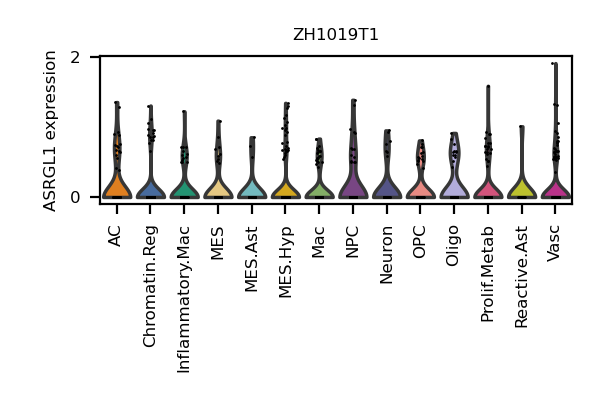 ZH1019T1
ASRGL1 expression
2
0
AC
Chromatin.Reg
Inflammatory.Mac
MES
MES.Ast
MES.Hyp
Mac
NPC
Neuron
OPC
Oligo
Prolif.Metab
Reactive.Ast
Vasc